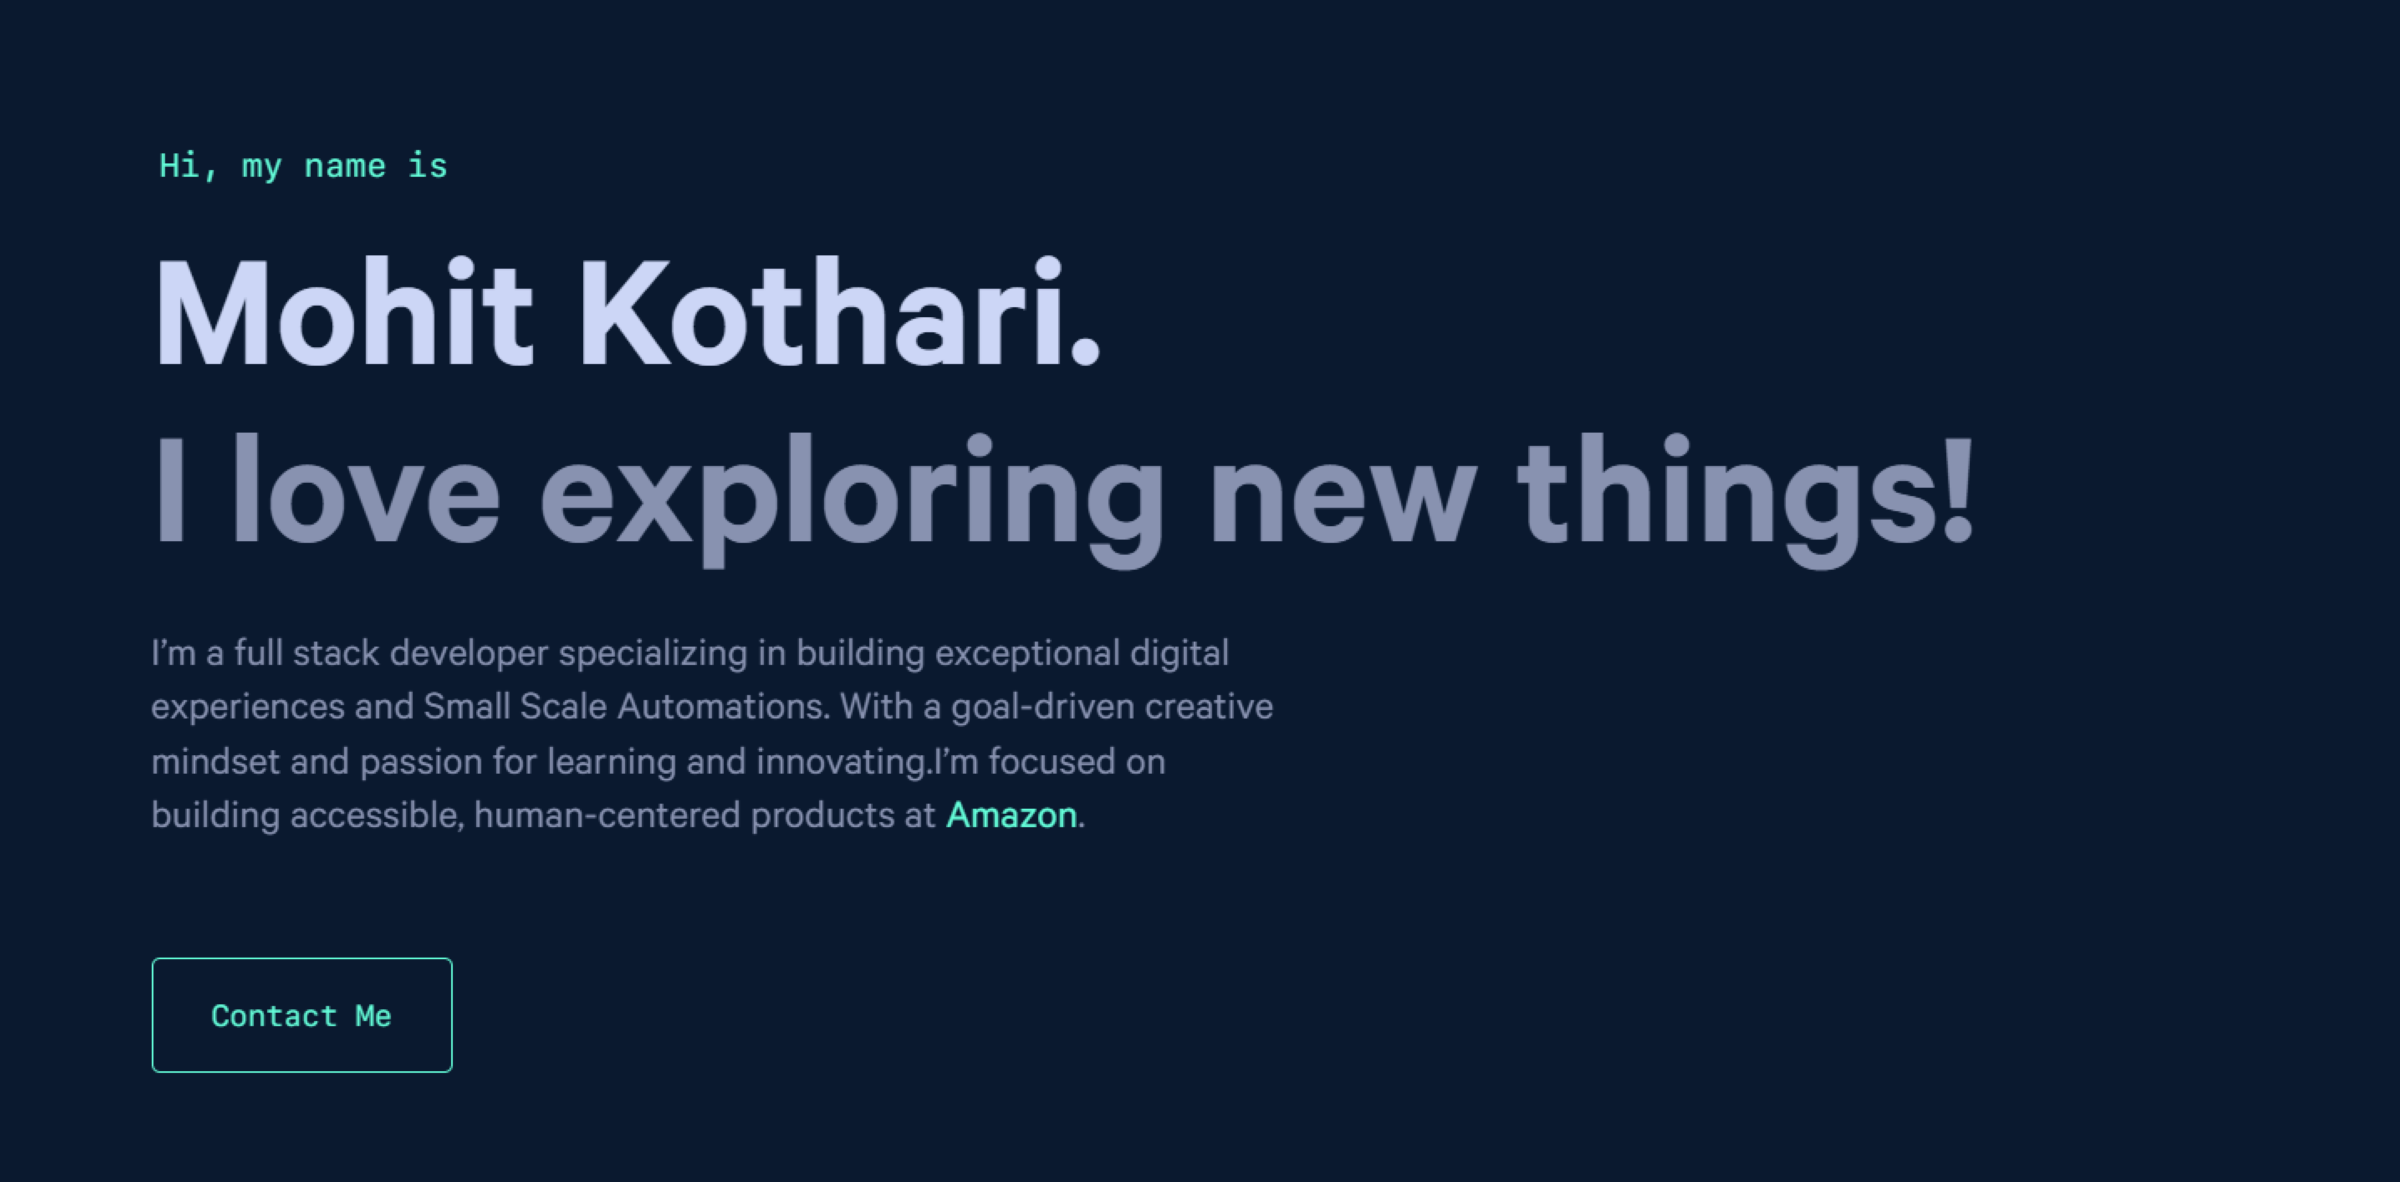 Hi, my name is
Mohit Kothari.
I love exploring new things!
I’m a full stack developer specializing in building exceptional digital
experiences and Small Scale Automations. With a goal-driven creative
mindset and passion for learning and innovating.I’m focused on
building accessible, human-centered products at Amazon.
Contact Me